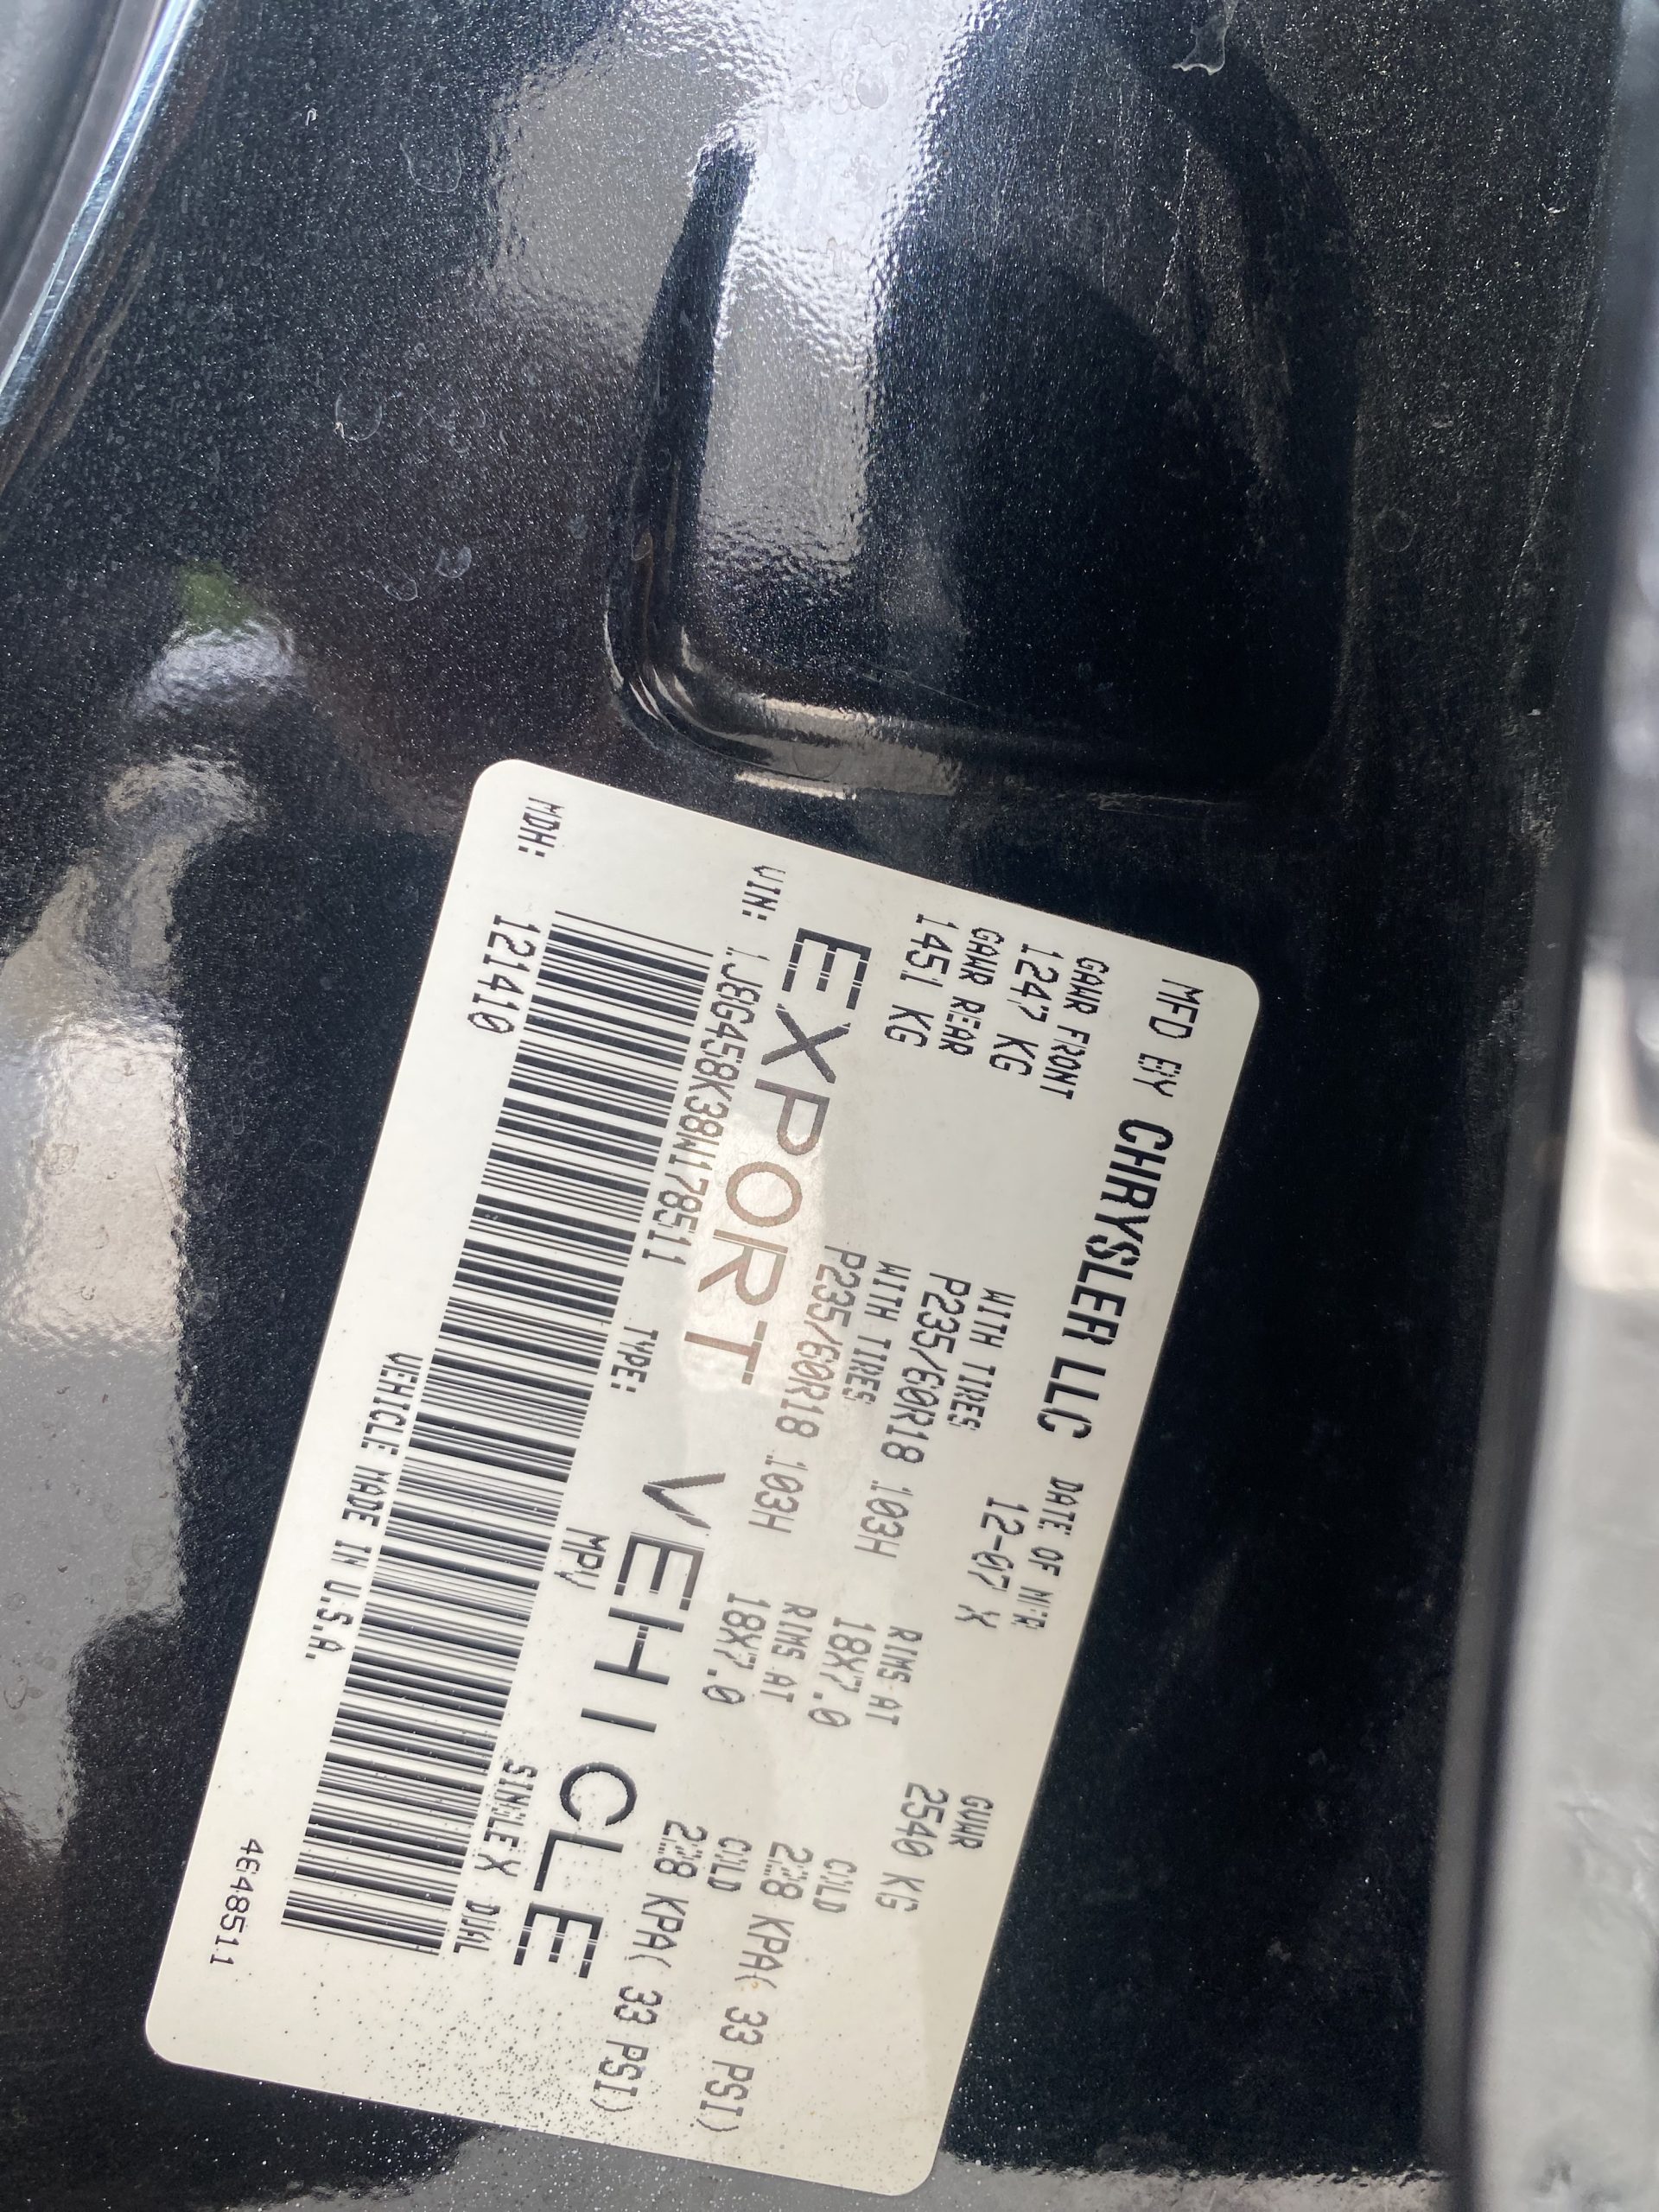 MFD BY CHRYSLER LLC DATE OF MFR GVWR
12-07 X 2540 KG
GAWR FRONT WITH TIRES RIMS AT COLD
1247 KG P235/60R18 103H 18X7.0 228 KPA( 33 PSI)
GAWR REAR WITH TIRES RIMS AT COLD
1451 KG P235/60R18 103H 18X7.0 228 KPA( 33 PSI)
EXPORT VEHICLE
VIN: 1J8G458K38W178511 TYPE: MPV SINGLE X DUAL
MDH: 121410 VEHICLE MADE IN U.S.A. 4648511